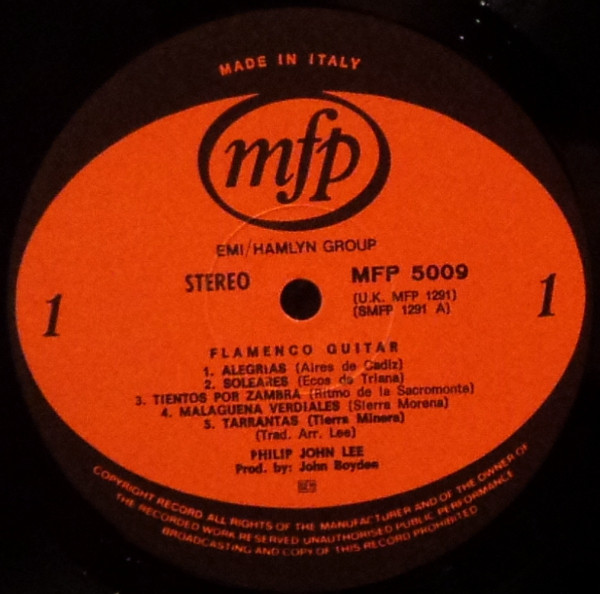 MADE IN ITALY
mfp
EMI/HAMLYN GROUP
STEREO
MFP 5009
(U.K. MFP 1291)
(SMFP 1291 A)
1
1
FLAMENCO GUITAR
1. ALEGRIAS (Aires de Cadiz)
2. SOLEARES (Ecos de Triana)
3. TIENTOS POR ZAMBRA (Ritmo de la Sacromonte)
4. MALAGUENA VERDIALES (Sierra Morena)
5. TARRANTAS (Tierra Minera)
(Trad. Arr. Lee)
PHILIP JOHN LEE
Prod. by: John Boyden
COPYRIGHT RECORD ALL RIGHTS OF THE MANUFACTURER AND OF THE OWNER OF
THE RECORDED WORK RESERVED UNAUTHORISED PUBLIC PERFORMANCE
BROADCASTING AND COPY OF THIS RECORD PROHIBITED